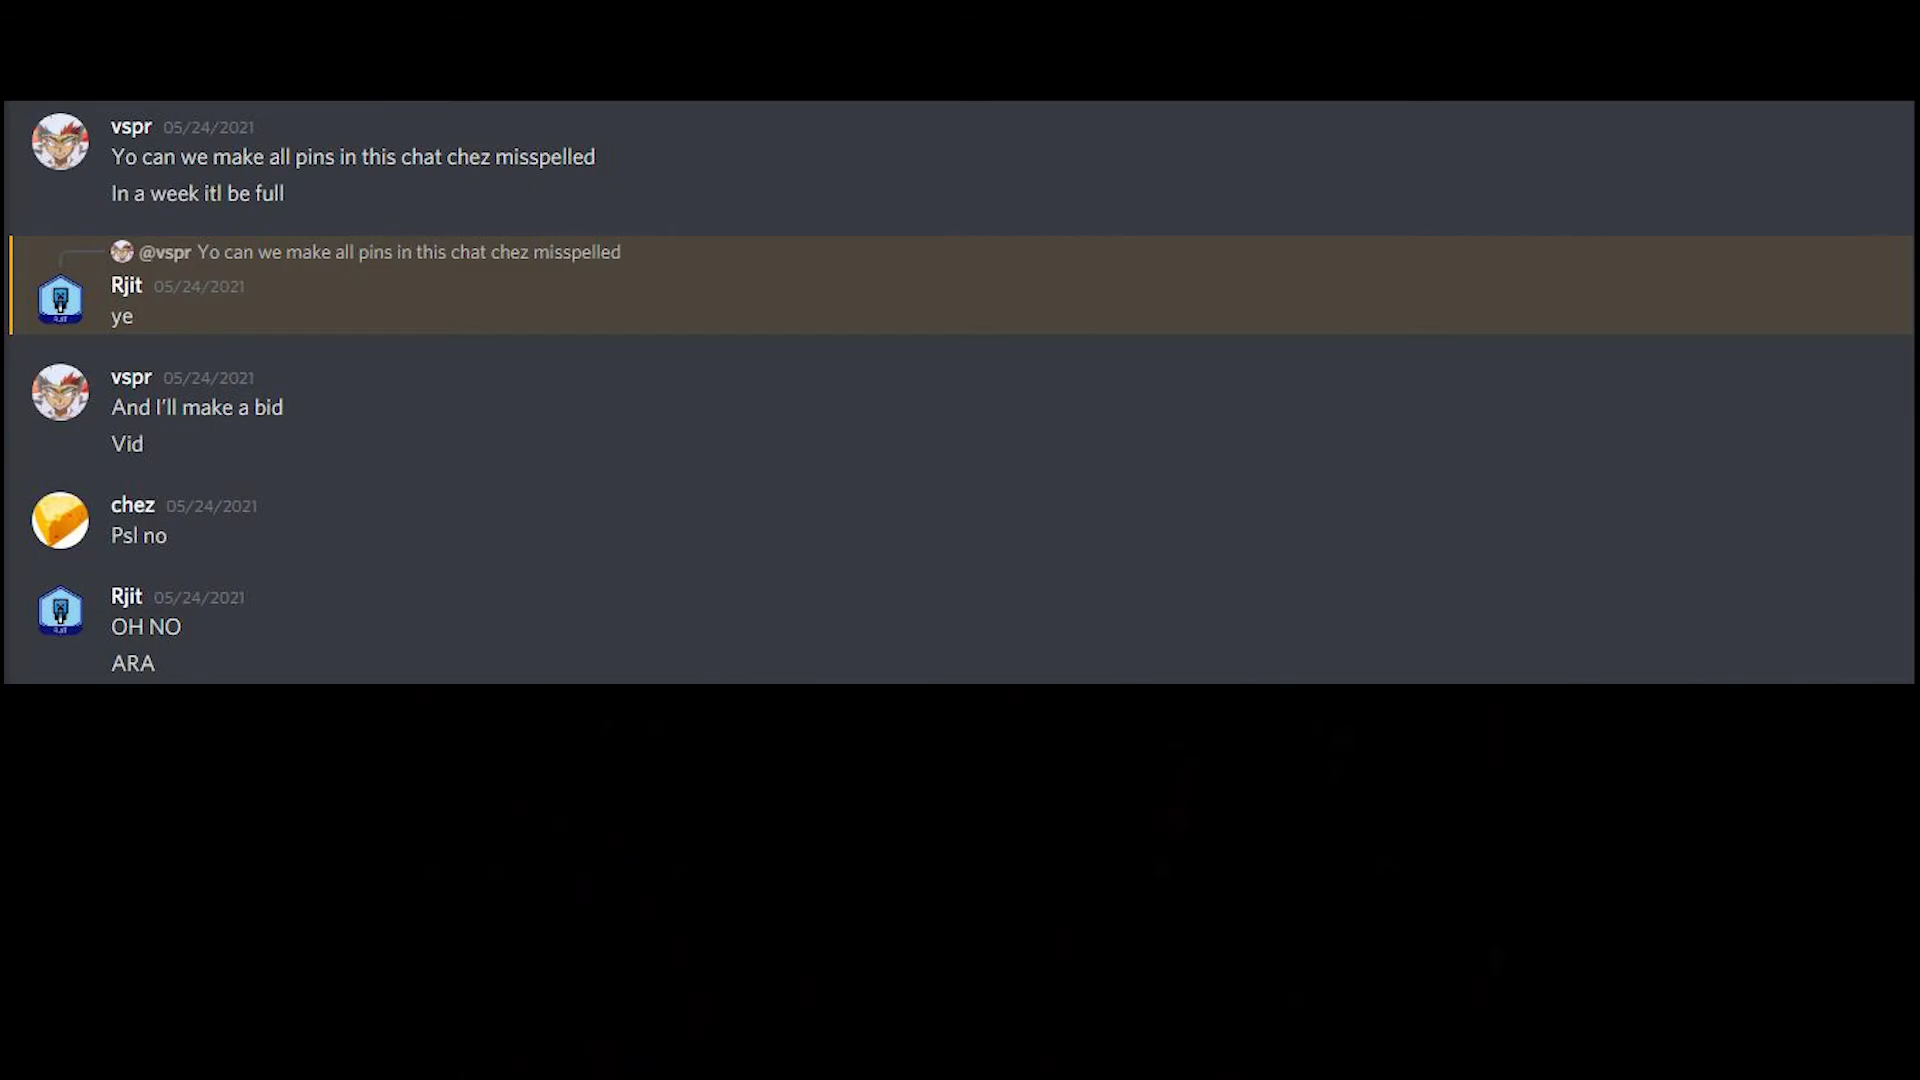 vspr 05/24/2021
Yo can we make all pins in this chat chez misspelled
In a week itl be full
@vspr Yo can we make all pins in this chat chez misspelled
Rjit 05/24/2021
ye
vspr 05/24/2021
And I'll make a bid
Vid
chez 05/24/2021
Psl no
Rjit 05/24/2021
OH NO
ARA